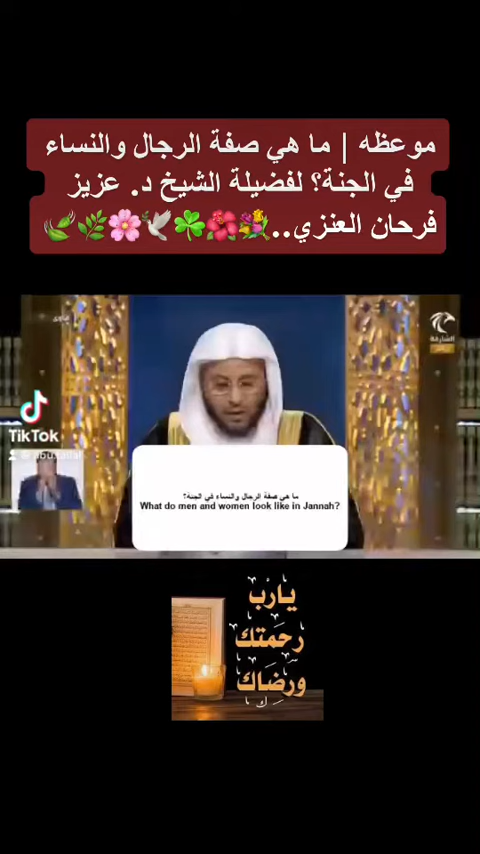 موعظه | ما هي صفة الرجال والنساء
في الجنة؟ لفضيلة الشيخ د. عزيز
فرحان العنزي..💐🌺☘️🕊️🌸🌿🍃
الشارقة
TikTok
ما هي صفة الرجال والنساء في الجنة؟
What do men and women look like in Jannah?
يارب
رحمتك
ورضاك